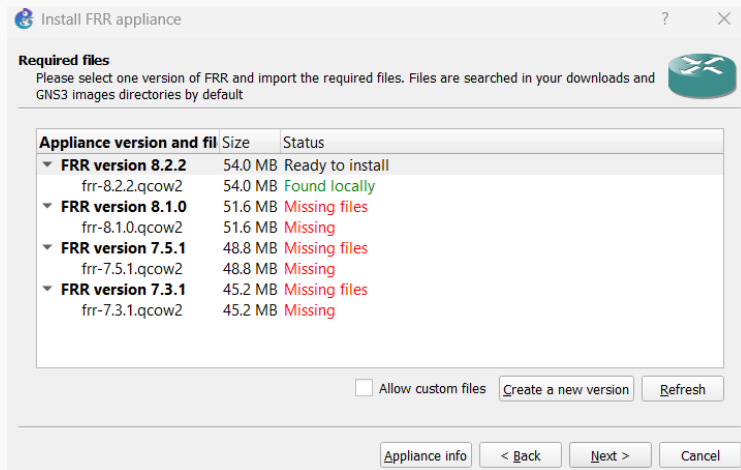 Install FRR appliance
Required files
Please select one version of FRR and import the required files. Files are searched in your downloads and
GNS3 images directories by default
Appliance version and fil Size Status
FRR version 8.2.2 54.0 MB Ready to install
frr-8.2.2.qcow2 54.0 MB Found locally
FRR version 8.1.0 51.6 MB Missing files
frr-8.1.0.qcow2 51.6 MB Missing
FRR version 7.5.1 48.8 MB Missing files
frr-7.5.1.qcow2 48.8 MB Missing
FRR version 7.3.1 45.2 MB Missing files
frr-7.3.1.qcow2 45.2 MB Missing
Allow custom files Create a new version Refresh
Appliance info < Back Next > Cancel